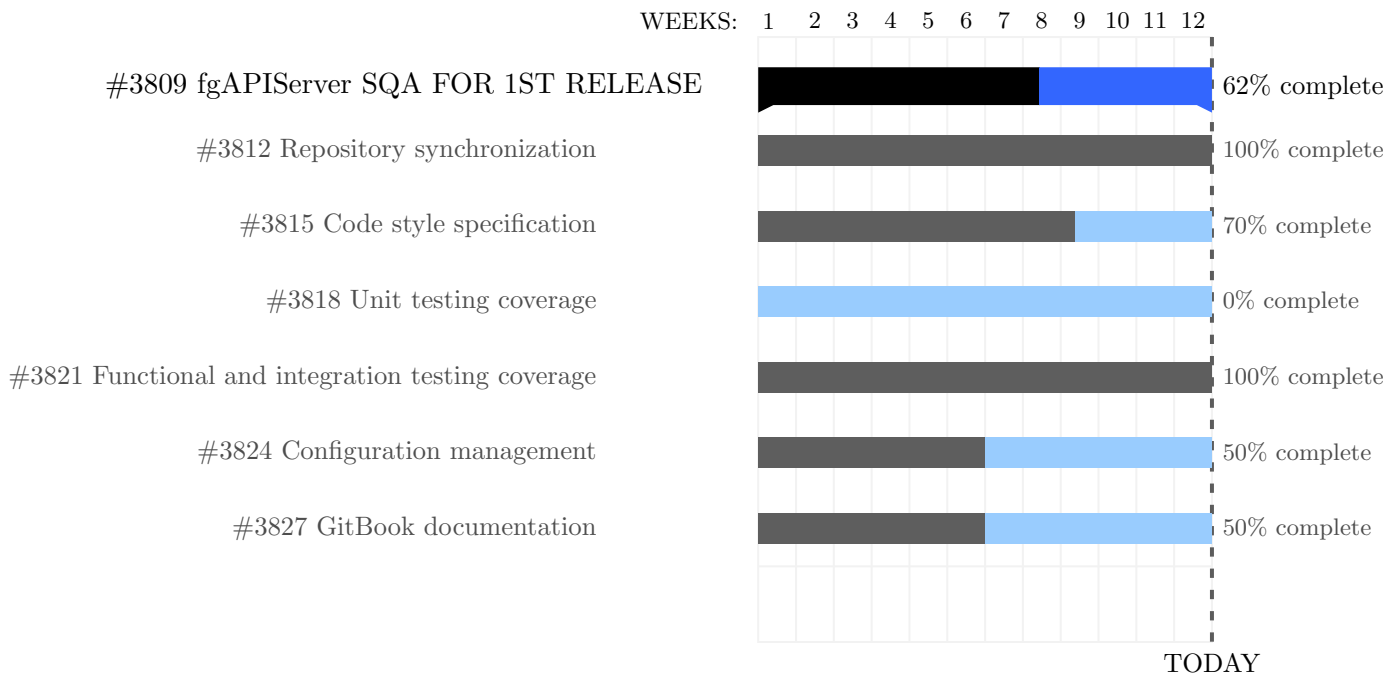 WEEKS: 1 2 3 4 5 6 7 8 9 10 11 12
#3809 fgAPIServer SQA FOR 1ST RELEASE 62% complete
#3812 Repository synchronization 100% complete
#3815 Code style specification 70% complete
#3818 Unit testing coverage 0% complete
#3821 Functional and integration testing coverage 100% complete
#3824 Configuration management 50% complete
#3827 GitBook documentation 50% complete
TODAY